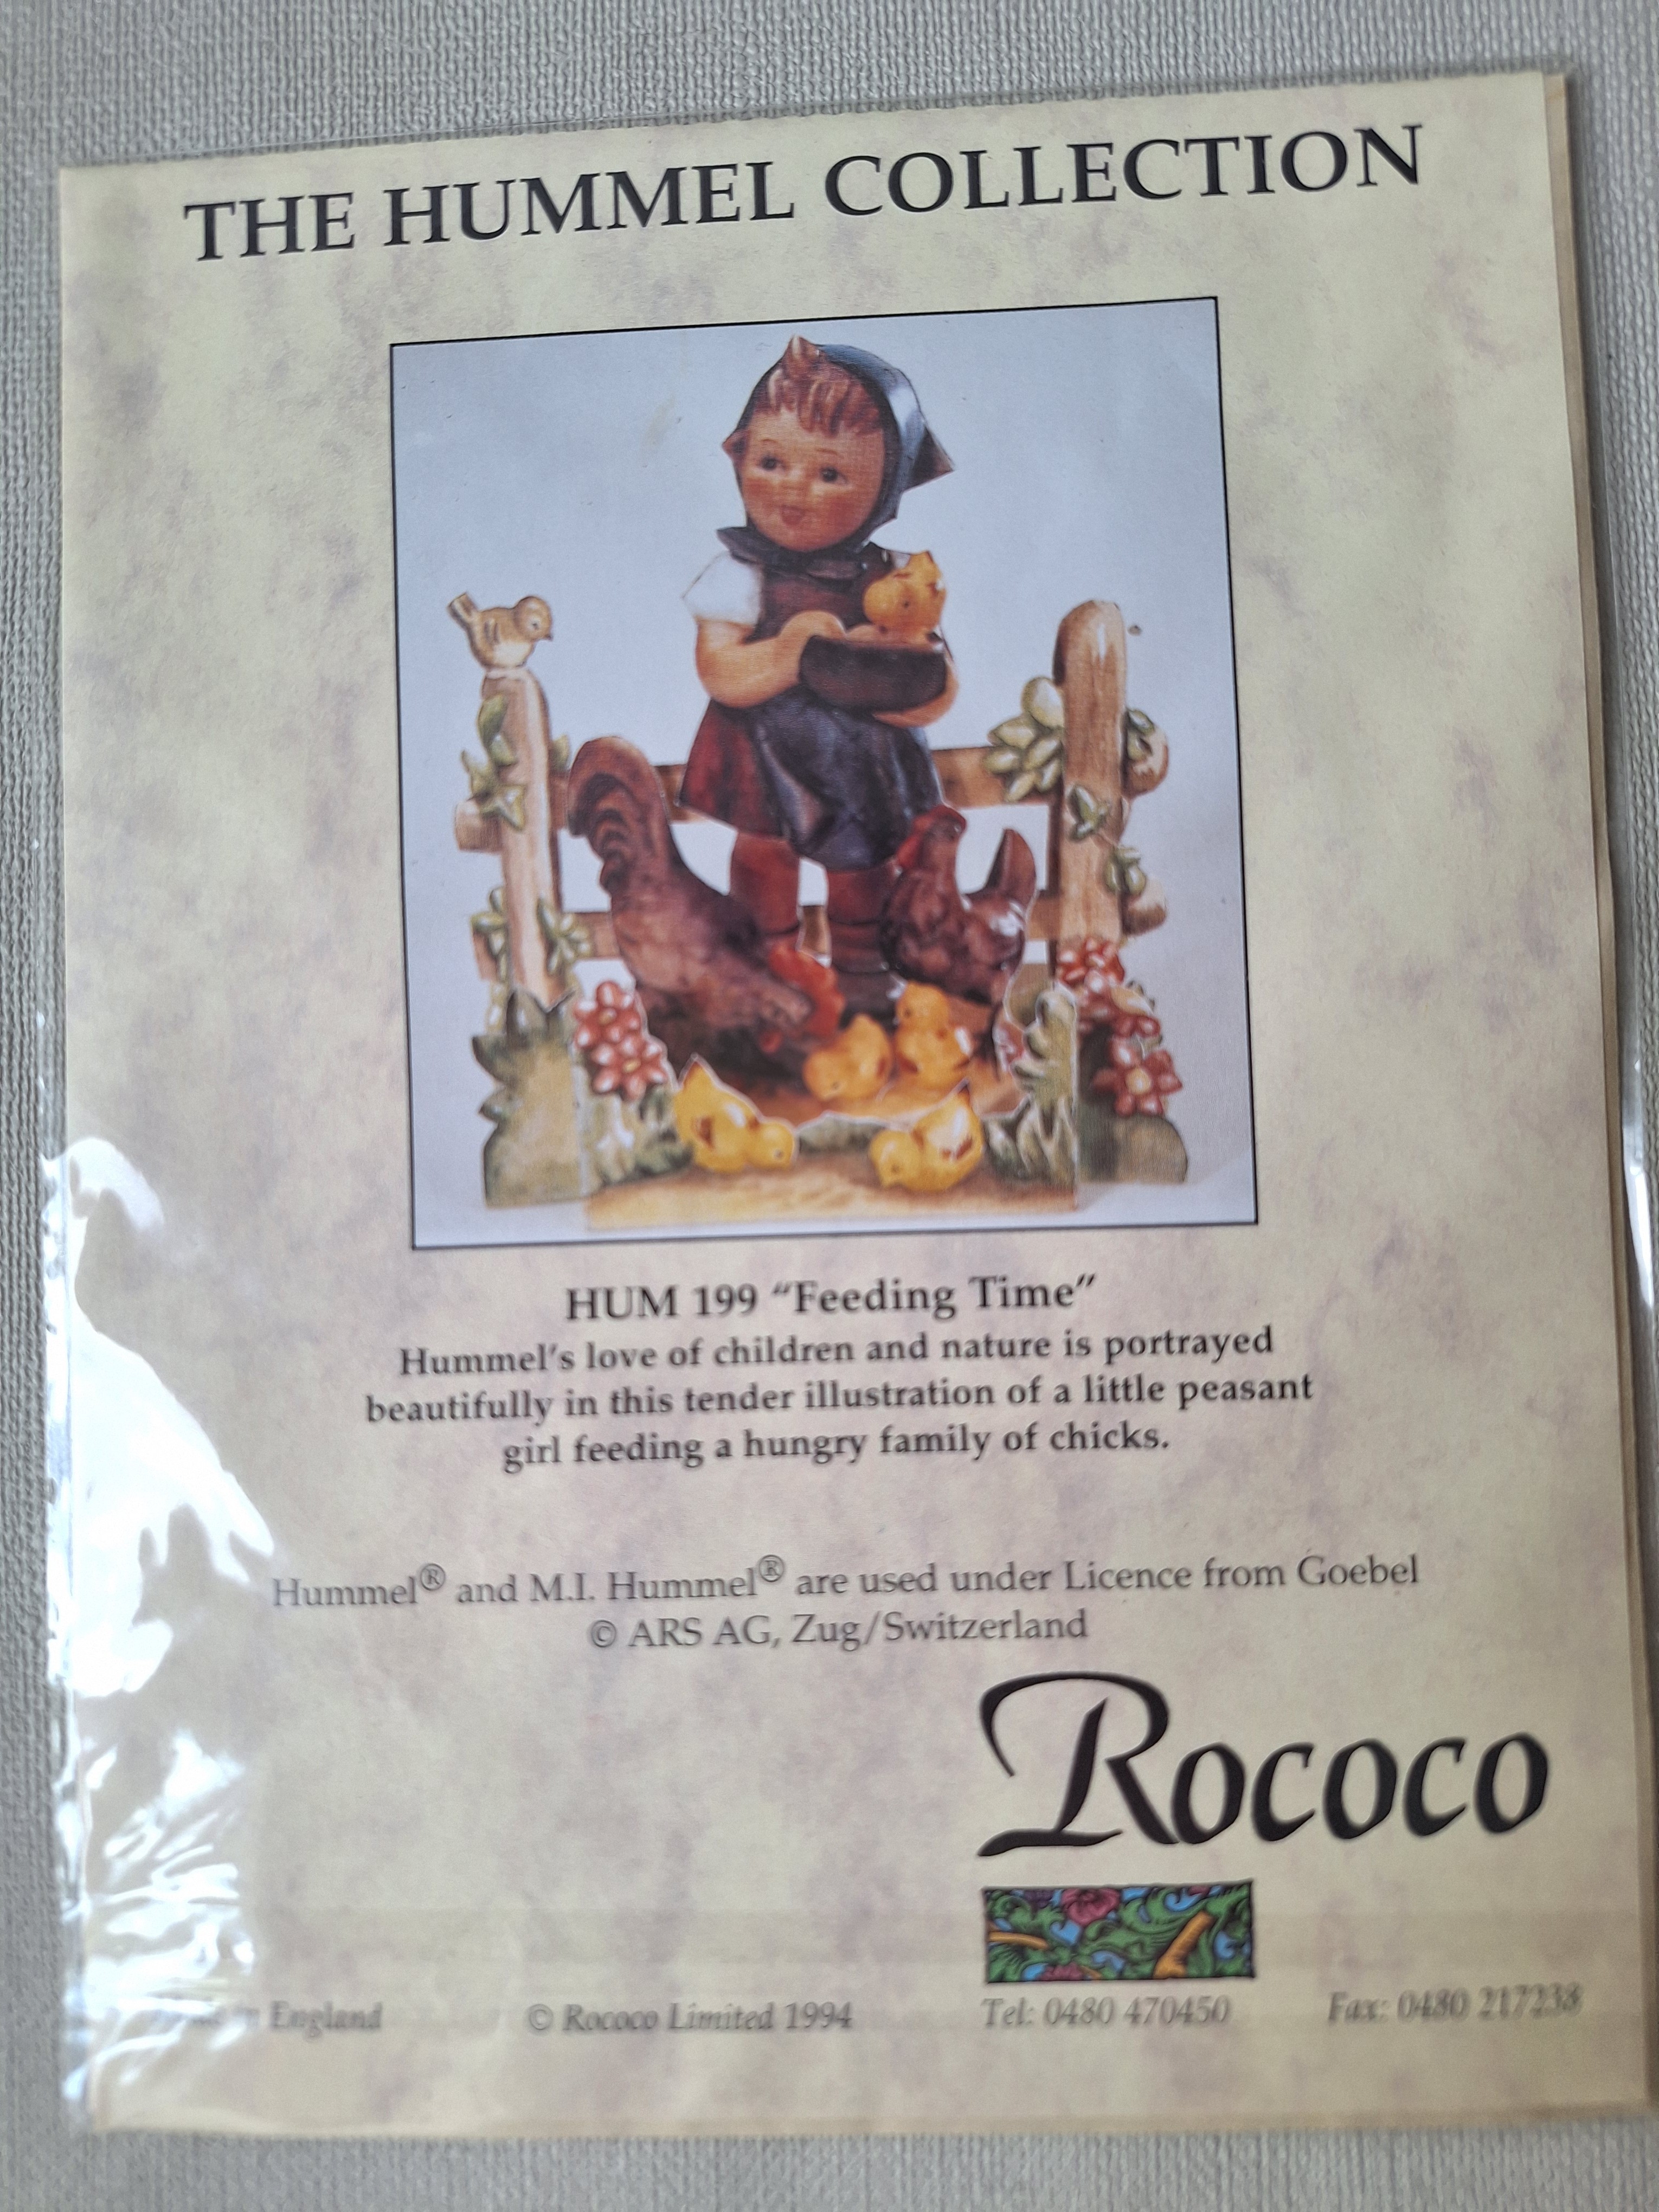 THE HUMMEL COLLECTION
HUM 199 “Feeding Time”
Hummel's love of children and nature is portrayed
beautifully in this tender illustration of a little peasant
girl feeding a hungry family of chicks.
Hummel® and M.I. Hummel® are used under Licence from Goebel
© ARS AG, Zug/Switzerland
Rococo
in England © Rococo Limited 1994 Tel: 0480 470450 Fax: 0480 217238